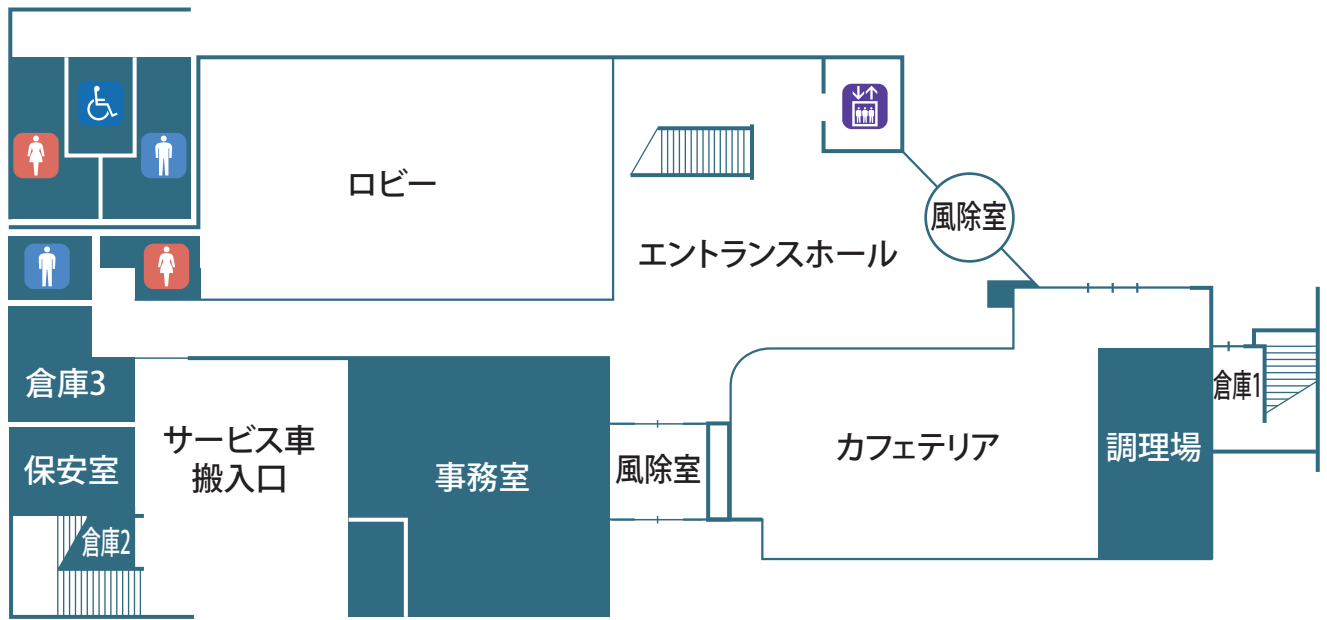 ロビー
風除室
エントランスホール
倉庫3
倉庫1
サービス車
搬入口
カフェテリア
調理場
保安室
事務室
風除室
倉庫2